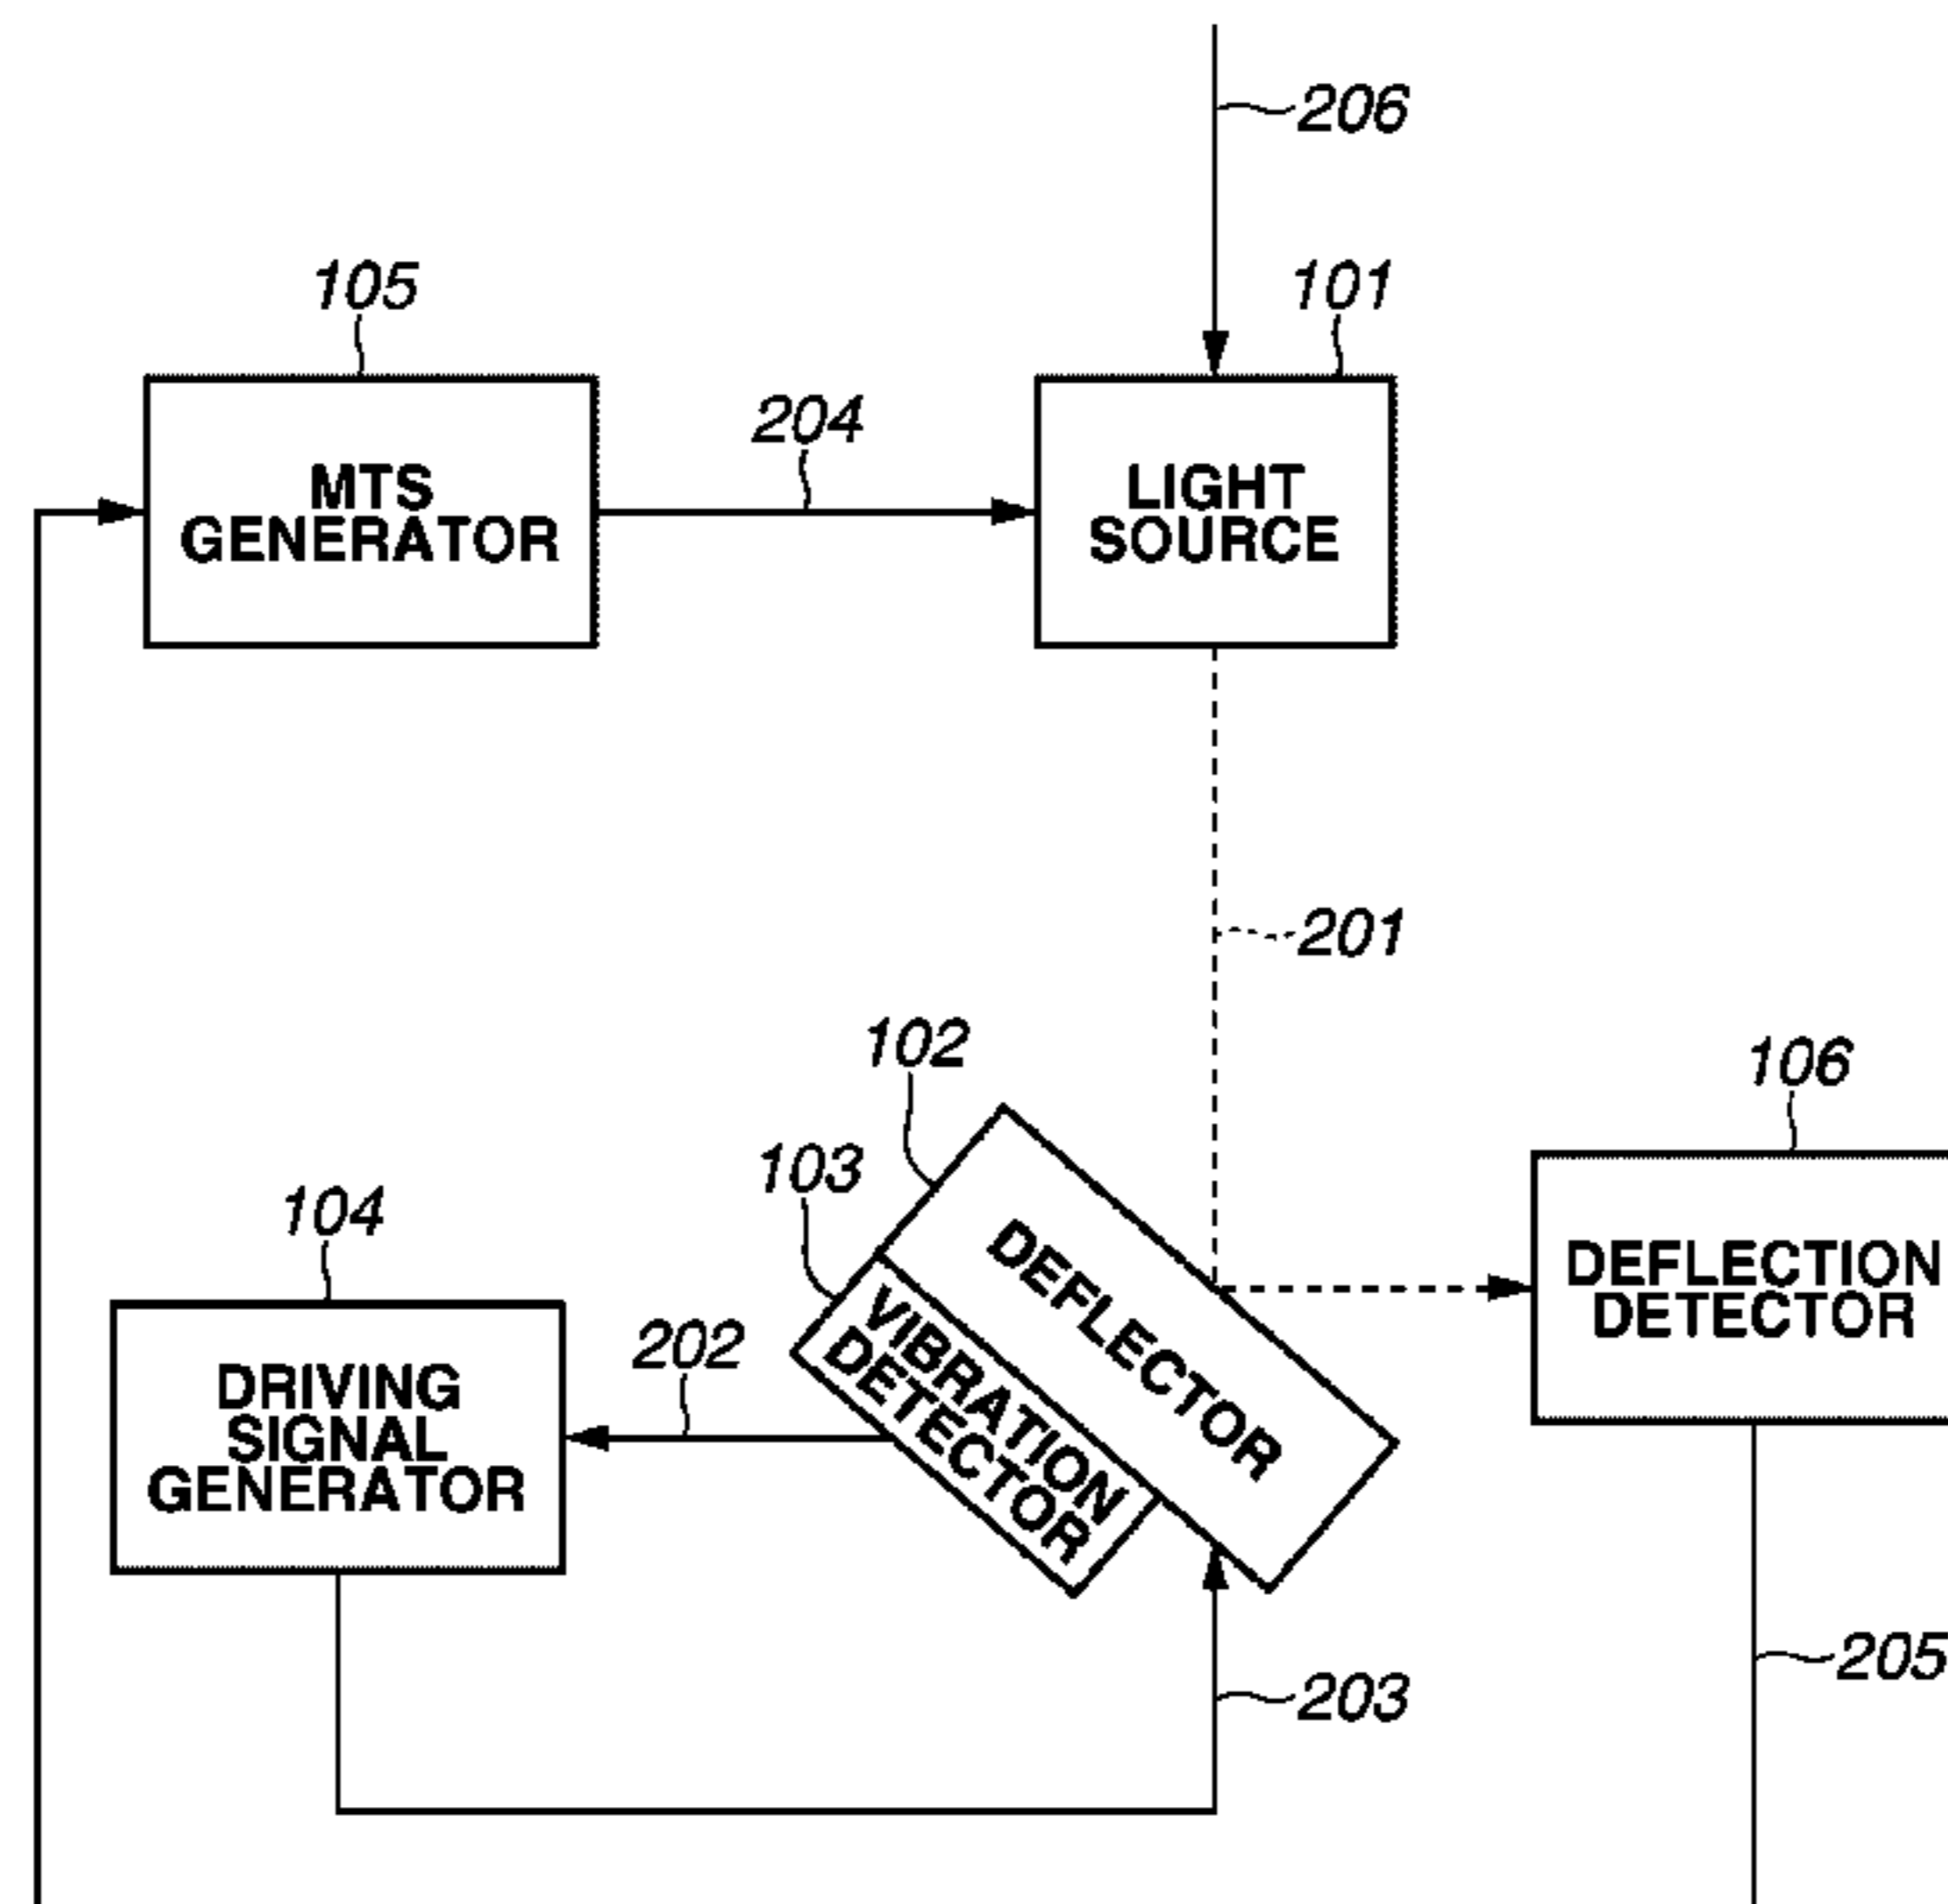 206
105
101
204
MTS
GENERATOR
LIGHT
SOURCE
201
102
106
103
104
DEFLECTOR
DEFLECTION
DETECTOR
VIBRATION
DETECTOR
202
DRIVING
SIGNAL
GENERATOR
205
203